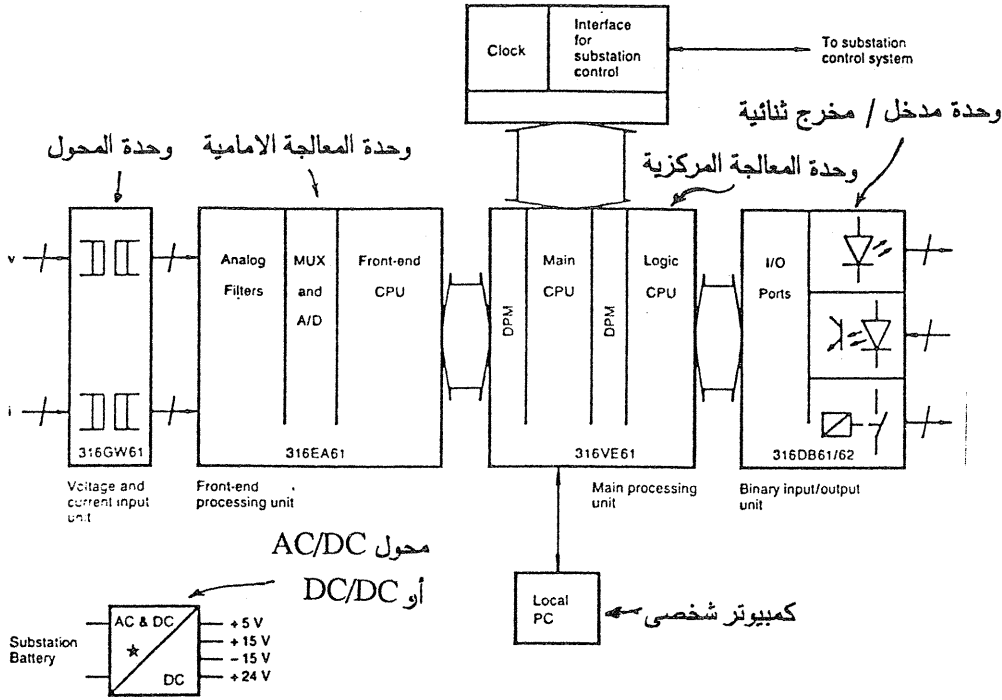 Clock
Interface
for
substation
control
To substation
control system
وحدة مدخل / مخرج ثنائية
وحدة المعالجة المركزية
وحدة المعالجة الامامية
وحدة المحول
v
i
316GW61
Analog
Filters
MUX
and
A/D
Front-end
CPU
316EA61
DPM
Main
CPU
DPM
Logic
CPU
316VE61
I/O
Ports
316DB61/62
Voltage and
current input
unit
Front-end
processing unit
Main processing
unit
Binary input/output
unit
محول AC/DC
أو DC/DC
Local
PC
كمبيوتر شخصى
Substation
Battery
AC & DC
DC
+ 5 V
+ 15 V
− 15 V
+ 24 V